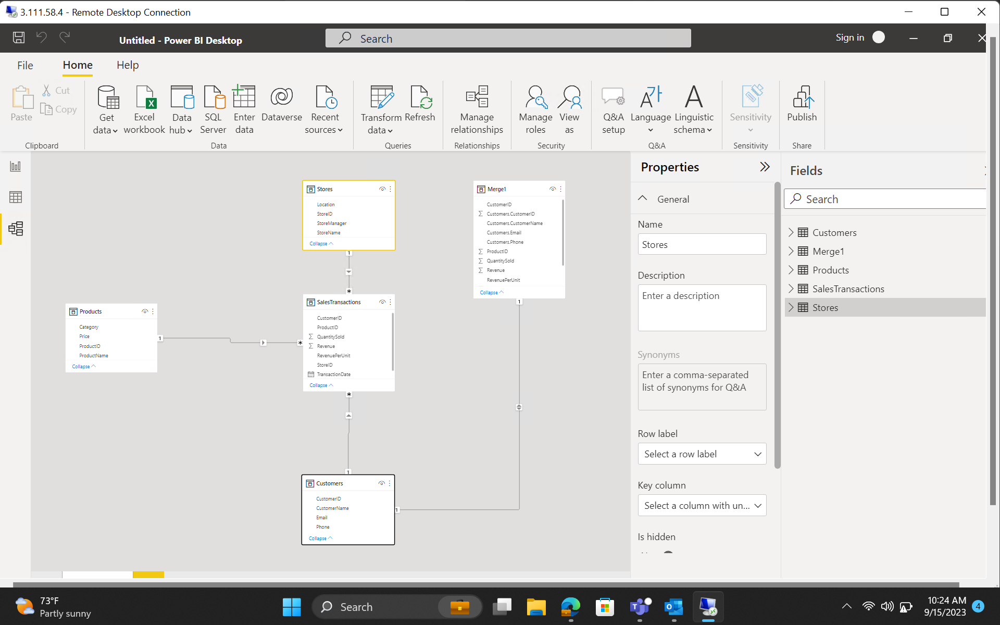 3.111.58.4 - Remote Desktop Connection
Untitled - Power BI Desktop
Search
Sign in
File
Home
Help
Paste
Cut
Copy
Clipboard
Get data
Excel workbook
Data hub
SQL Server
Enter data
Dataverse
Recent sources
Data
Transform data
Refresh
Queries
Manage relationships
Relationships
Manage roles
View as
Security
Q&A setup
Language
Linguistic schema
Q&A
Sensitivity
Sensitivity
Publish
Share
Stores
Location
StoreID
StoreManager
StoreName
Collapse
1
*
Merge1
CustomerID
Σ Customers.CustomerID
Customers.CustomerName
Customers.Email
Customers.Phone
Σ ProductID
Σ QuantitySold
Σ Revenue
RevenuePerUnit
Collapse
1
Products
Category
Price
ProductID
ProductName
Collapse
1
*
SalesTransactions
CustomerID
ProductID
Σ QuantitySold
Σ Revenue
RevenuePerUnit
StoreID
TransactionDate
Collapse
*
1
Customers
CustomerID
CustomerName
Email
Phone
Collapse
1
Properties
General
Name
Stores
Description
Enter a description
Synonyms
Enter a comma-separated
list of synonyms for Q&A
Row label
Select a row label
Key column
Select a column with un...
Is hidden
Fields
Search
Customers
Merge1
Products
SalesTransactions
Stores
73°F
Partly sunny
Search
10:24 AM
9/15/2023
4